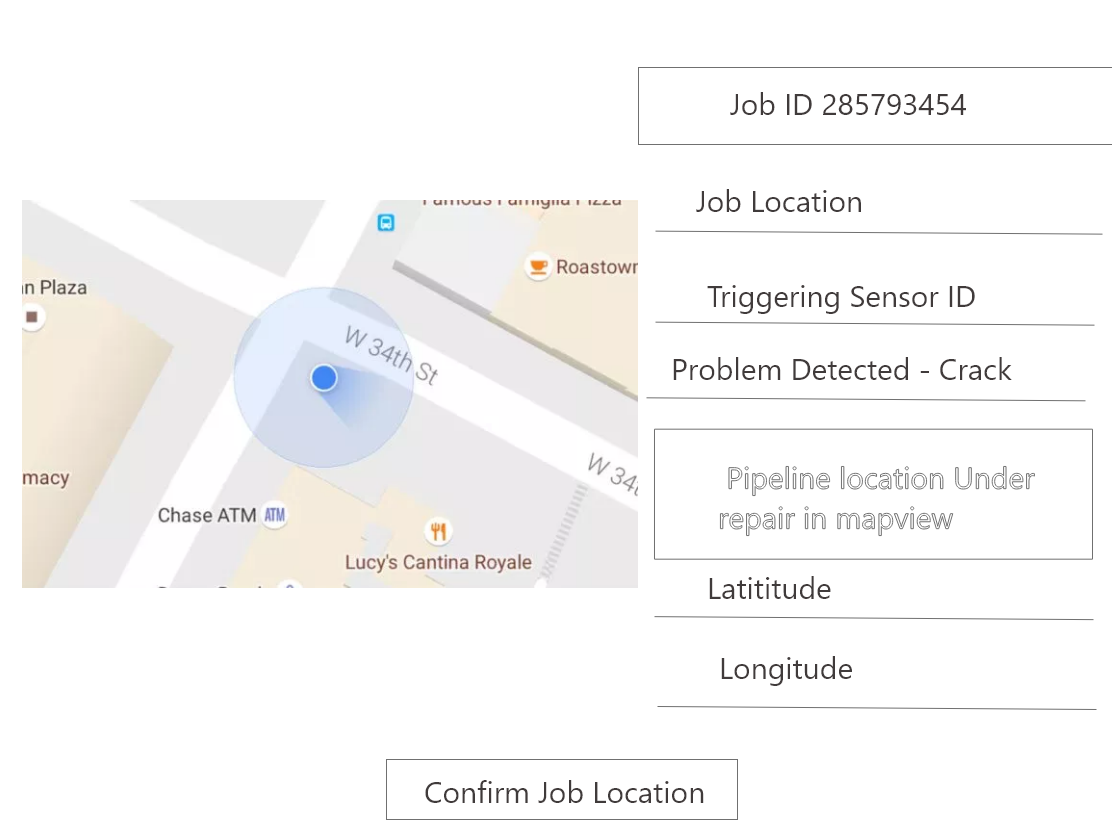 Job ID 285793454
Job Location
Triggering Sensor ID
Problem Detected - Crack
Pipeline location Under
repair in mapview
Latititude
Longitude
Confirm Job Location
Famous Famiglia Pizza
Roastown
n Plaza
W 34th St
W 34
macy
Chase ATM ATM
Lucy's Cantina Royale